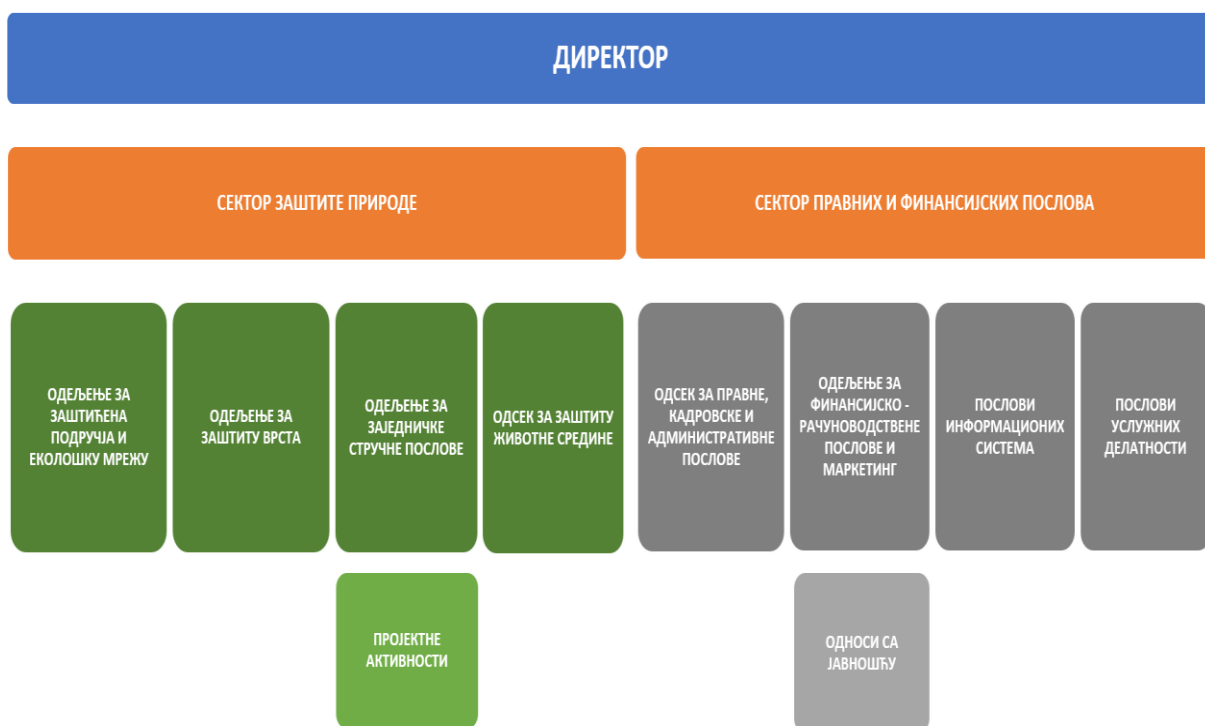 ДИРЕКТОР
СЕКТОР ЗАШТИТЕ ПРИРОДЕ
СЕКТОР ПРАВНИХ И ФИНАНСИЈСКИХ ПОСЛОВА
ОДЕЉЕЊЕ ЗА
ЗАШТИЋЕНА
ПОДРУЧЈА И
ЕКОЛОШКУ МРЕЖУ
ОДЕЉЕЊЕ ЗА
ЗАШТИТУ ВРСТА
ОДЕЉЕЊЕ ЗА
ЗАЈЕДНИЧКЕ
СТРУЧНЕ ПОСЛОВЕ
ОДСЕК ЗА ЗАШТИТУ
ЖИВОТНЕ СРЕДИНЕ
ОДСЕК ЗА ПРАВНЕ,
КАДРОВСКЕ И
АДМИНИСТРАТИВНЕ
ПОСЛОВЕ
ОДЕЉЕЊЕ ЗА
ФИНАНСИЈСКО -
РАЧУНОВОДСТВЕНЕ
ПОСЛОВЕ И
МАРКЕТИНГ
ПОСЛОВИ
ИНФОРМАЦИОНИХ
СИСТЕМА
ПОСЛОВИ
УСЛУЖНИХ
ДЕЛАТНОСТИ
ПРОЈЕКТНЕ
АКТИВНОСТИ
ОДНОСИ СА
ЈАВНОШЋУ